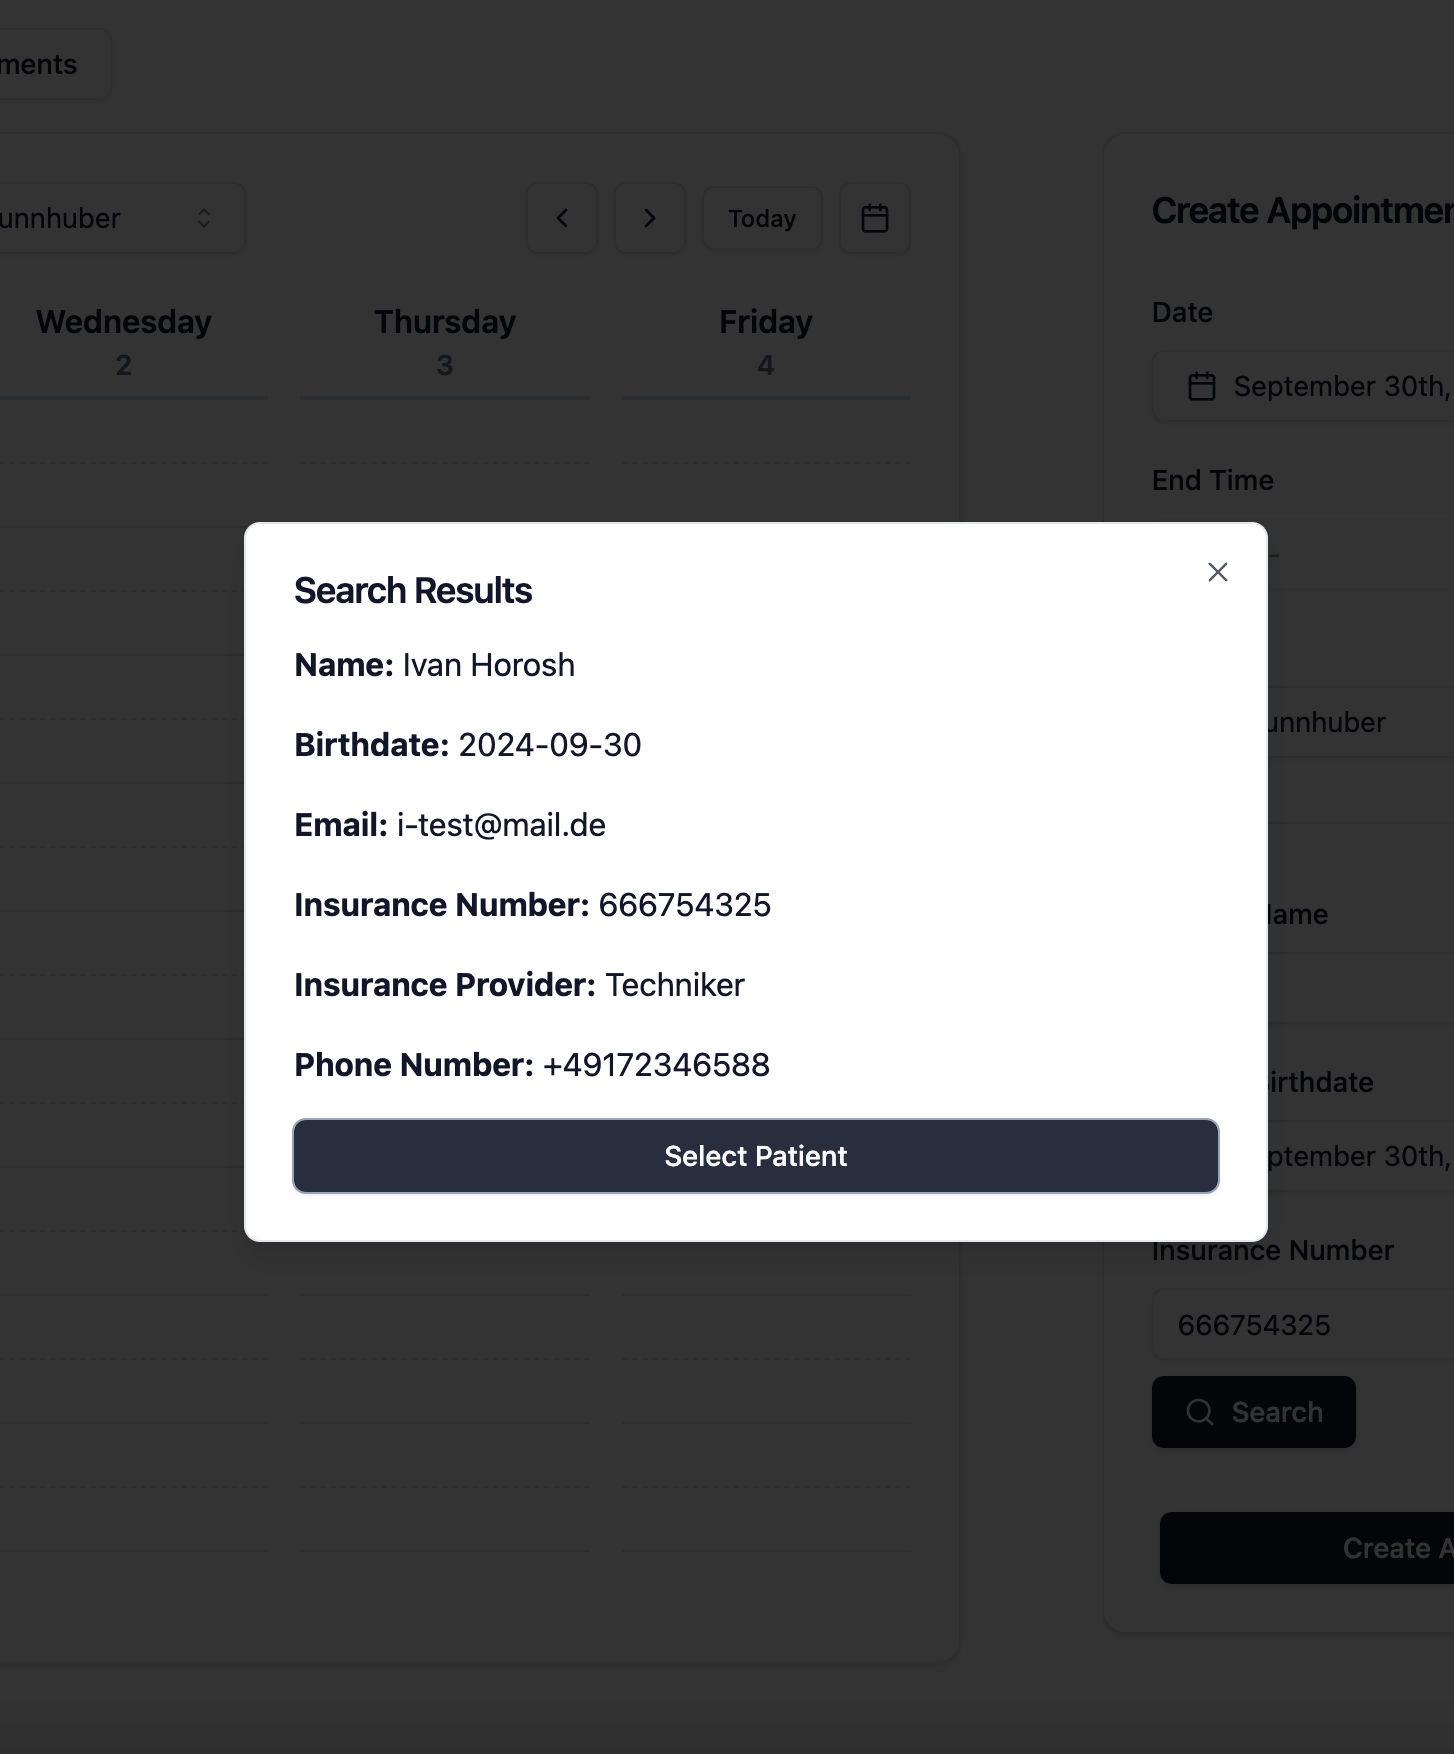 ments
unnhuber
Today
Wednesday
Thursday
Friday
2
3
4
Create Appointmen
Date
September 30th,
End Time
–
unnhuber
Search Results
Name: Ivan Horosh
Birthdate: 2024-09-30
Email: i-test@mail.de
Insurance Number: 666754325
Insurance Provider: Techniker
Phone Number: +49172346588
Select Patient
Name
Birthdate
ptember 30th,
Insurance Number
666754325
Search
Create A